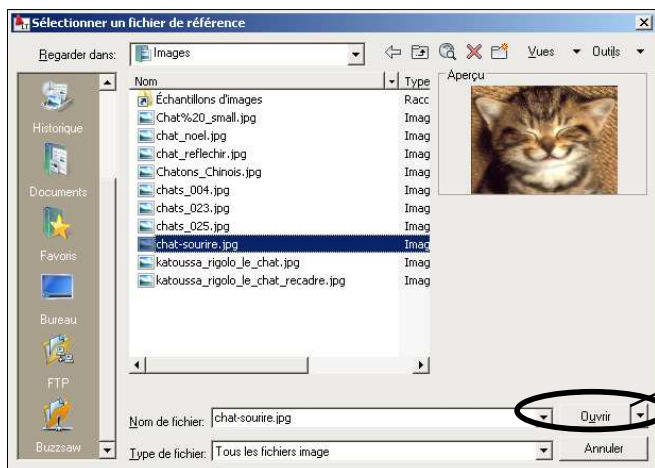 LT Sélectionner un fichier de référence
Regarder dans: Images Vues Outils
Nom Type
Aperçu
Échantillons d'images Racc
Chat%20_small.jpg Imag
chat_noel.jpg Imag
chat_reflechir.jpg Imag
Chatons_Chinois.jpg Imag
chats_004.jpg Imag
chats_023.jpg Imag
chats_025.jpg Imag
chat-sourire.jpg Imag
katoussa_rigolo_le_chat.jpg Imag
katoussa_rigolo_le_chat_recadre.jpg Imag
Historique
Documents
Favoris
Bureau
FTP
Buzzsaw
Nom de fichier: chat-sourire.jpg Ouvrir
Type de fichier: Tous les fichiers image Annuler